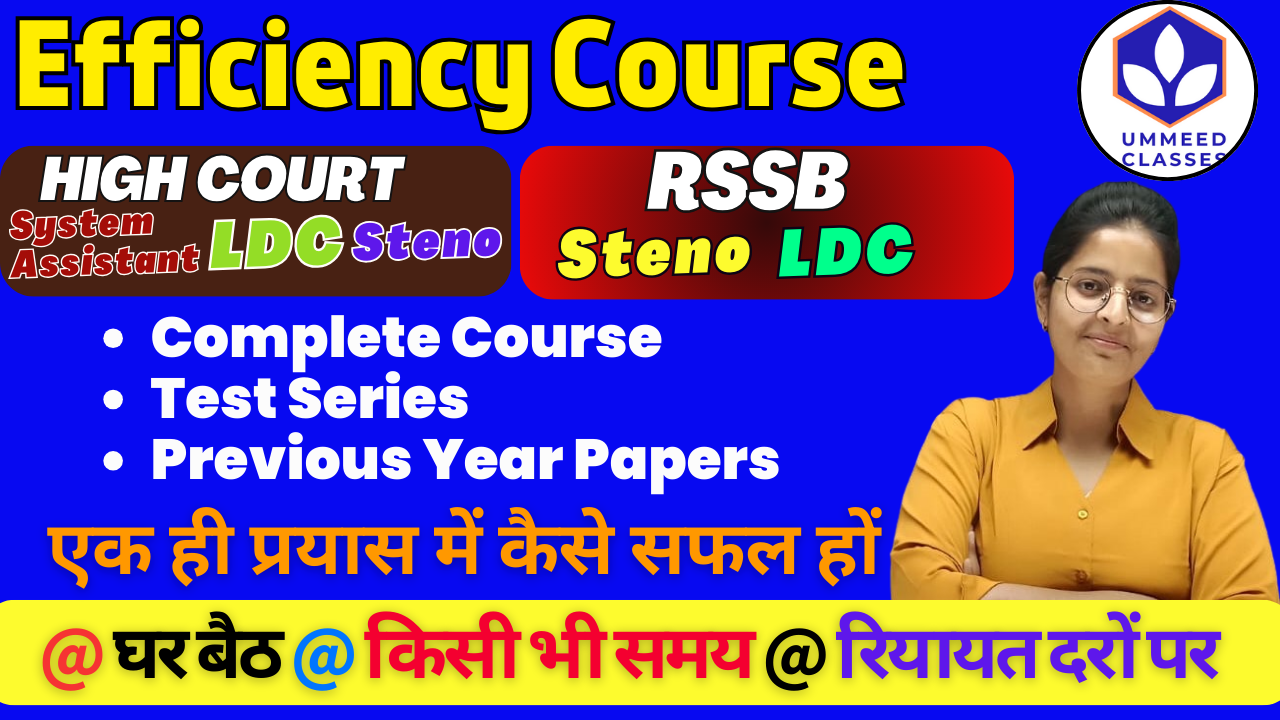 Efficiency Course
UMMEED
CLASSES
HIGH COURT
System
Assistant LDC Steno
RSSB
Steno LDC
• Complete Course
• Test Series
• Previous Year Papers
एक ही प्रयास में कैसे सफल हों
@ घर बैठ @ किसी भी समय @ रियायत दरों पर